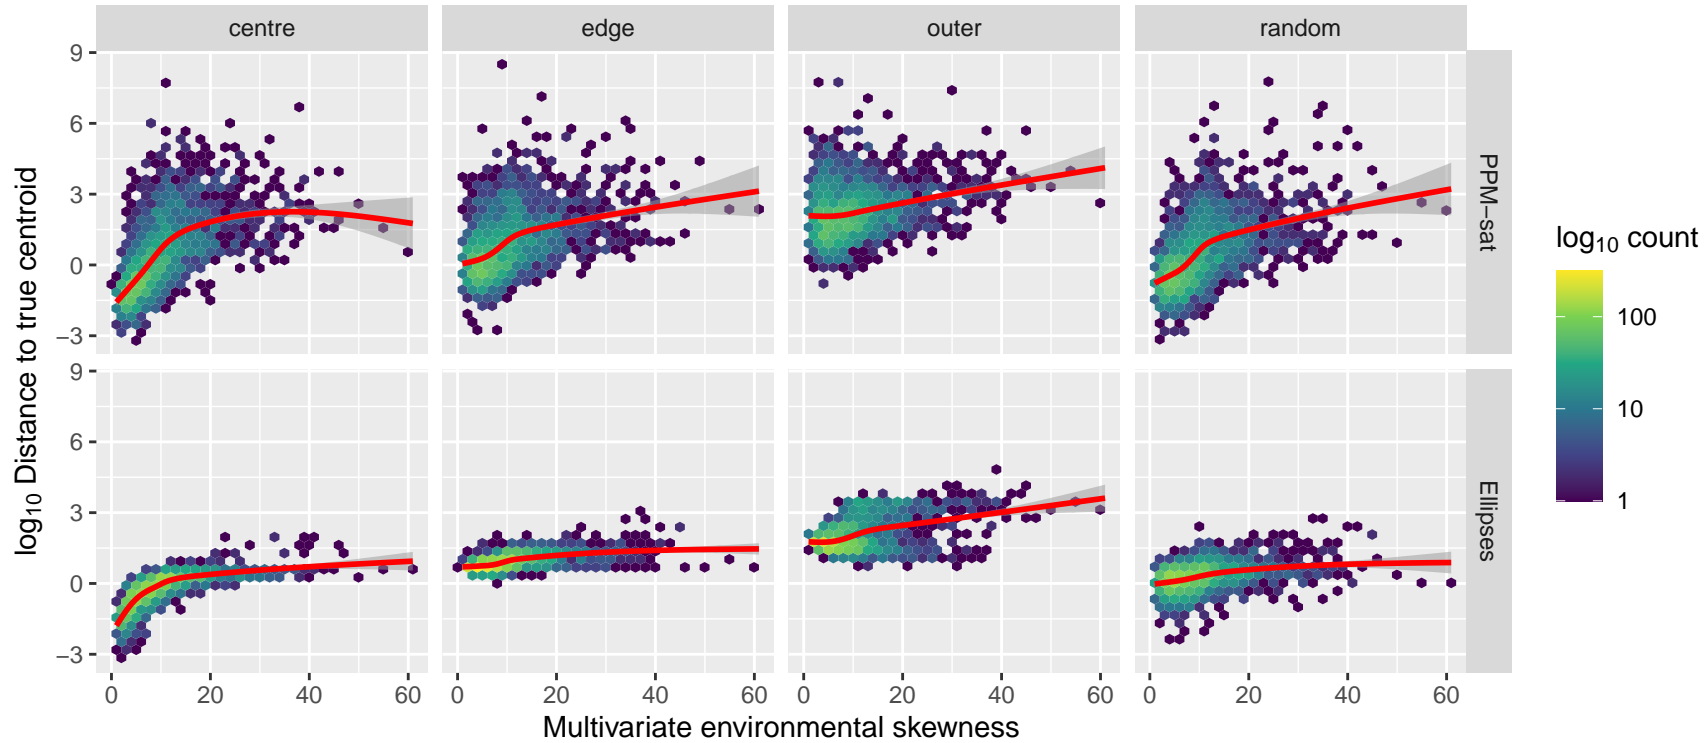 centre edge outer random
9
6
3
0
−3
PPM−sat
9
6
3
0
−3
Ellipses
0 20 40 60 0 20 40 60 0 20 40 60 0 20 40 60
Multivariate environmental skewness
log₁₀ Distance to true centroid
log₁₀ count
100
10
1